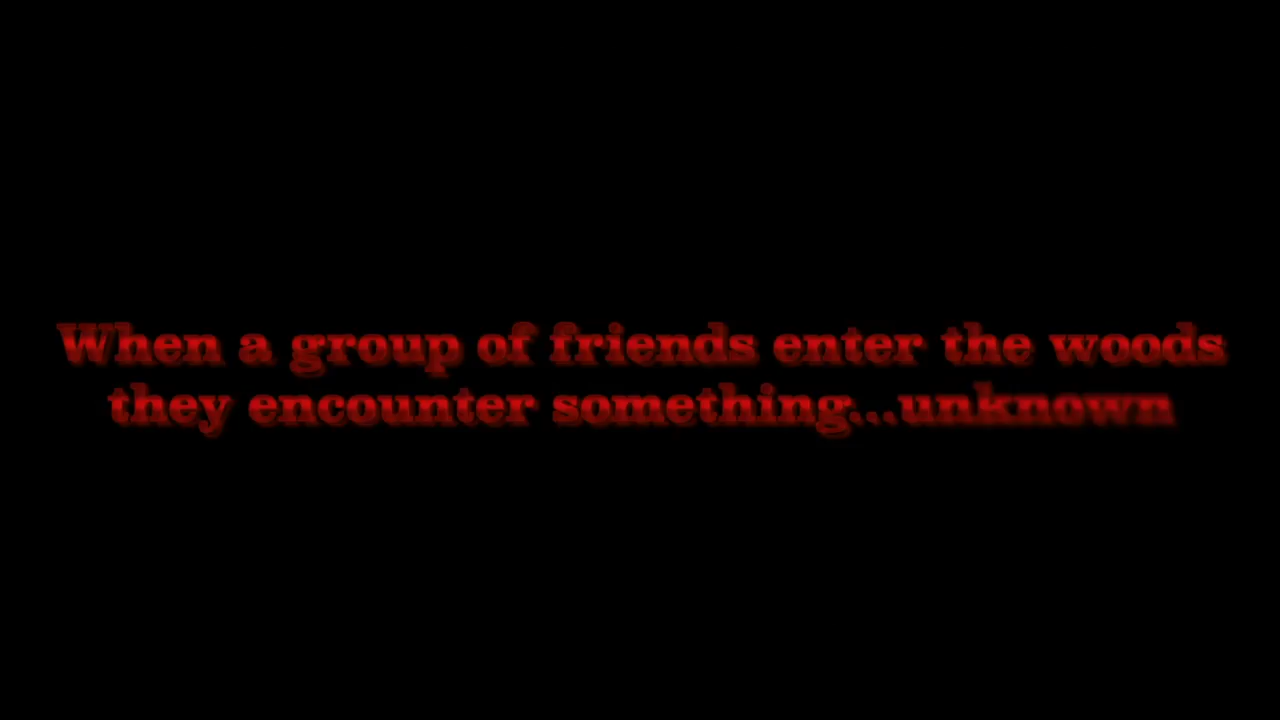 When a group of friends enter the woods
they encounter something...unknown